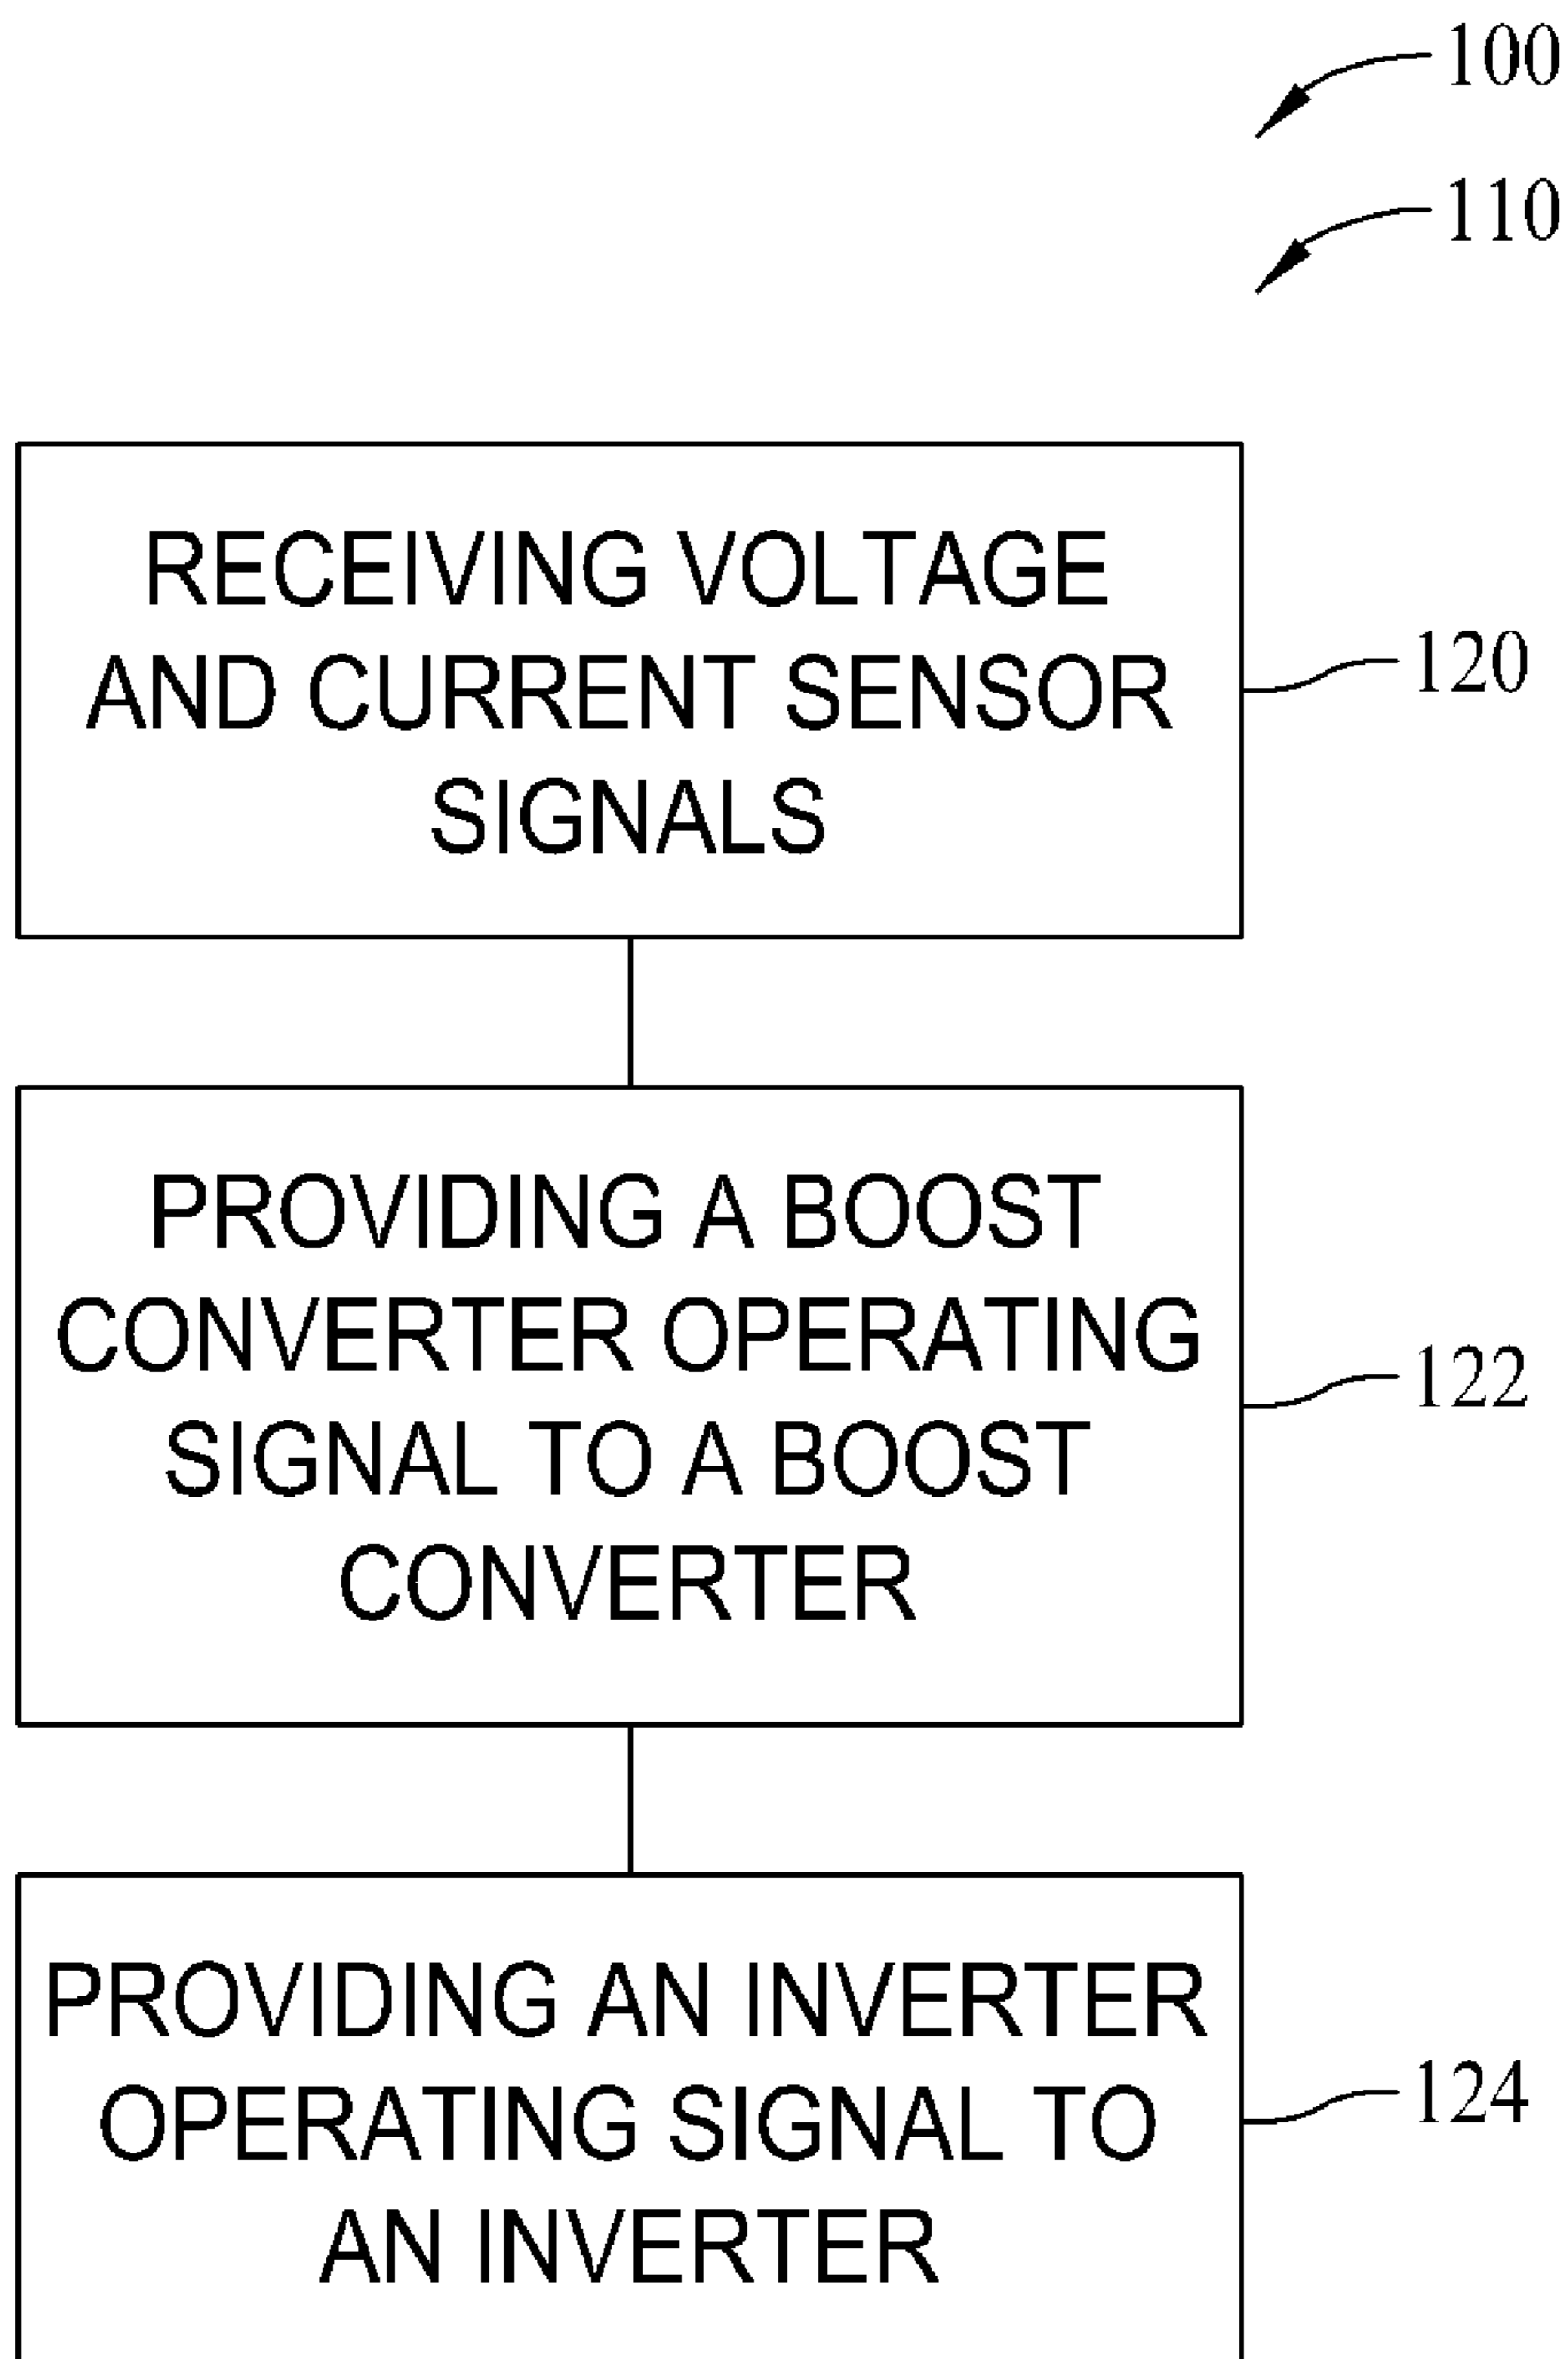 100
110
RECEIVING VOLTAGE
AND CURRENT SENSOR
SIGNALS
120
PROVIDING A BOOST
CONVERTER OPERATING
SIGNAL TO A BOOST
CONVERTER
122
PROVIDING AN INVERTER
OPERATING SIGNAL TO
AN INVERTER
124